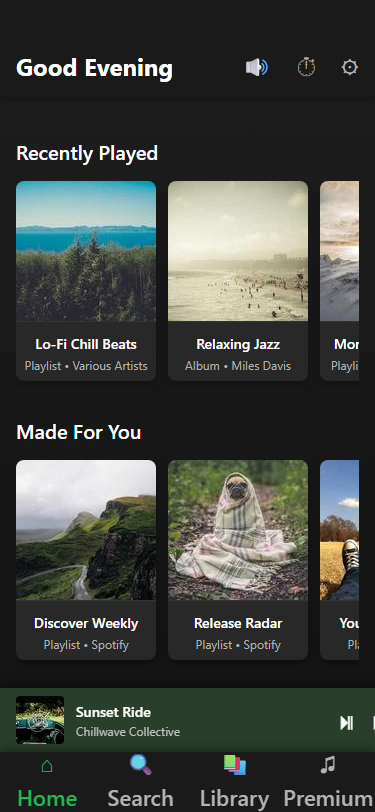 Good Evening
Recently Played
Lo-Fi Chill Beats
Playlist • Various Artists
Relaxing Jazz
Album • Miles Davis
Made For You
Discover Weekly
Playlist • Spotify
Release Radar
Playlist • Spotify
Sunset Ride
Chillwave Collective
Home
Search
Library
Premium